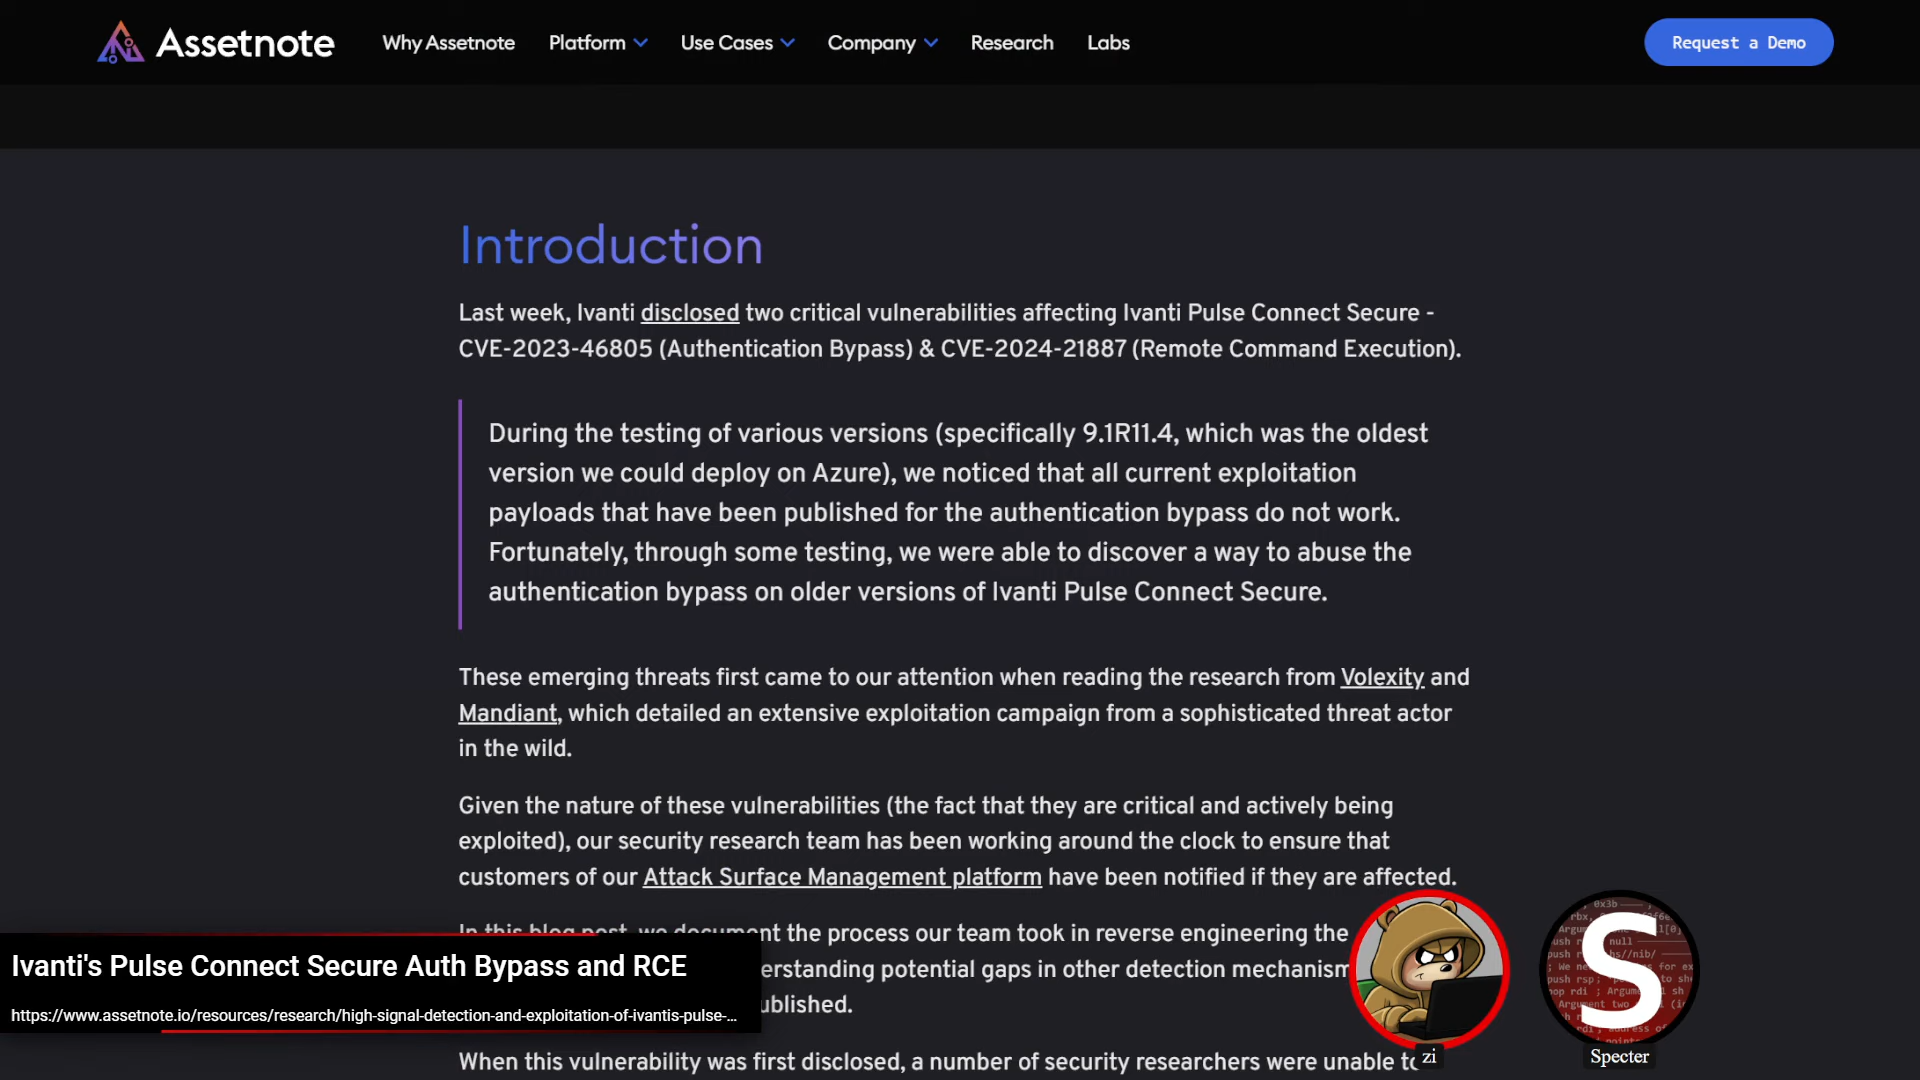 Assetnote
Why Assetnote Platform Use Cases Company Research Labs
Request a Demo
Introduction
Last week, Ivanti disclosed two critical vulnerabilities affecting Ivanti Pulse Connect Secure -
CVE-2023-46805 (Authentication Bypass) & CVE-2024-21887 (Remote Command Execution).
During the testing of various versions (specifically 9.1R11.4, which was the oldest
version we could deploy on Azure), we noticed that all current exploitation
payloads that have been published for the authentication bypass do not work.
Fortunately, through some testing, we were able to discover a way to abuse the
authentication bypass on older versions of Ivanti Pulse Connect Secure.
These emerging threats first came to our attention when reading the research from Volexity and
Mandiant, which detailed an extensive exploitation campaign from a sophisticated threat actor
in the wild.
Given the nature of these vulnerabilities (the fact that they are critical and actively being
exploited), our security research team has been working around the clock to ensure that
customers of our Attack Surface Management platform have been notified if they are affected.
In this blog post, we document the process our team took in reverse engineering the
erstanding potential gaps in other detection mechanism
ublished.
When this vulnerability was first disclosed, a number of security researchers were unable to
Ivanti's Pulse Connect Secure Auth Bypass and RCE
https://www.assetnote.io/resources/research/high-signal-detection-and-exploitation-of-ivantis-pulse-...
zi
S
Specter